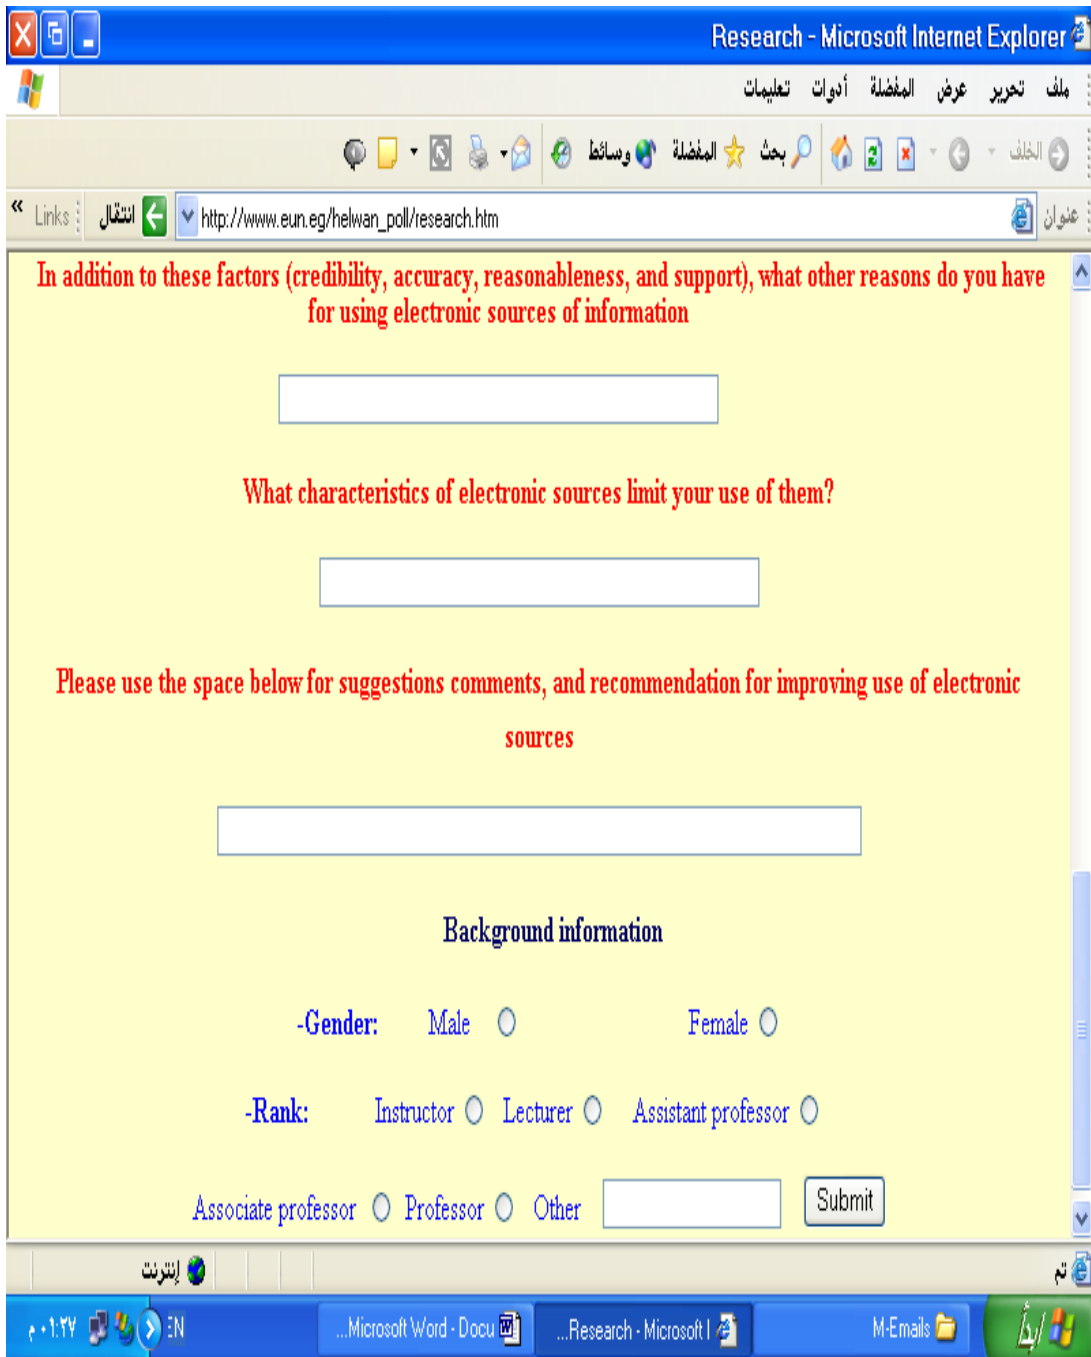 Research - Microsoft Internet Explorer
ملف تحرير عرض المفضلة أدوات تعليمات
الخلف بحث المفضلة وسائط
عنوان http://www.eun.eg/helwan_poll/research.htm انتقال Links »
In addition to these factors (credibility, accuracy, reasonableness, and support), what other reasons do you have
for using electronic sources of information
What characteristics of electronic sources limit your use of them?
Please use the space below for suggestions comments, and recommendation for improving use of electronic
sources
Background information
-Gender: Male Female
-Rank: Instructor Lecturer Assistant professor
Associate professor Professor Other Submit
تم إنترنت
ابدأ M-Emails ...Research - Microsoft I ...Microsoft Word - Docu EN ٠١:٢٧ م